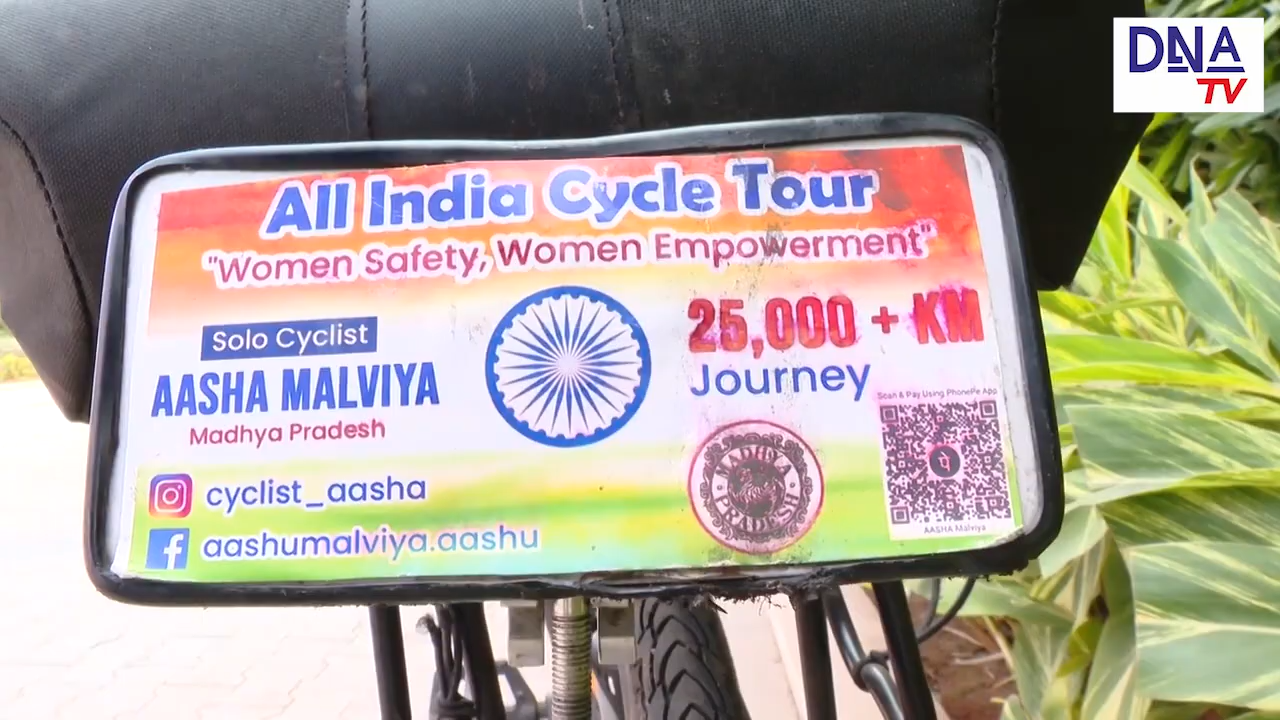 DNA
TV
All India Cycle Tour
"Women Safety, Women Empowerment"
Solo Cyclist
AASHA MALVIYA
Madhya Pradesh
25,000 + KM
Journey
Scan & Pay Using PhonePe App
पे
AASHA Malviya
MADHYA
PRADESH
cyclist_aasha
aashumalviya.aashu